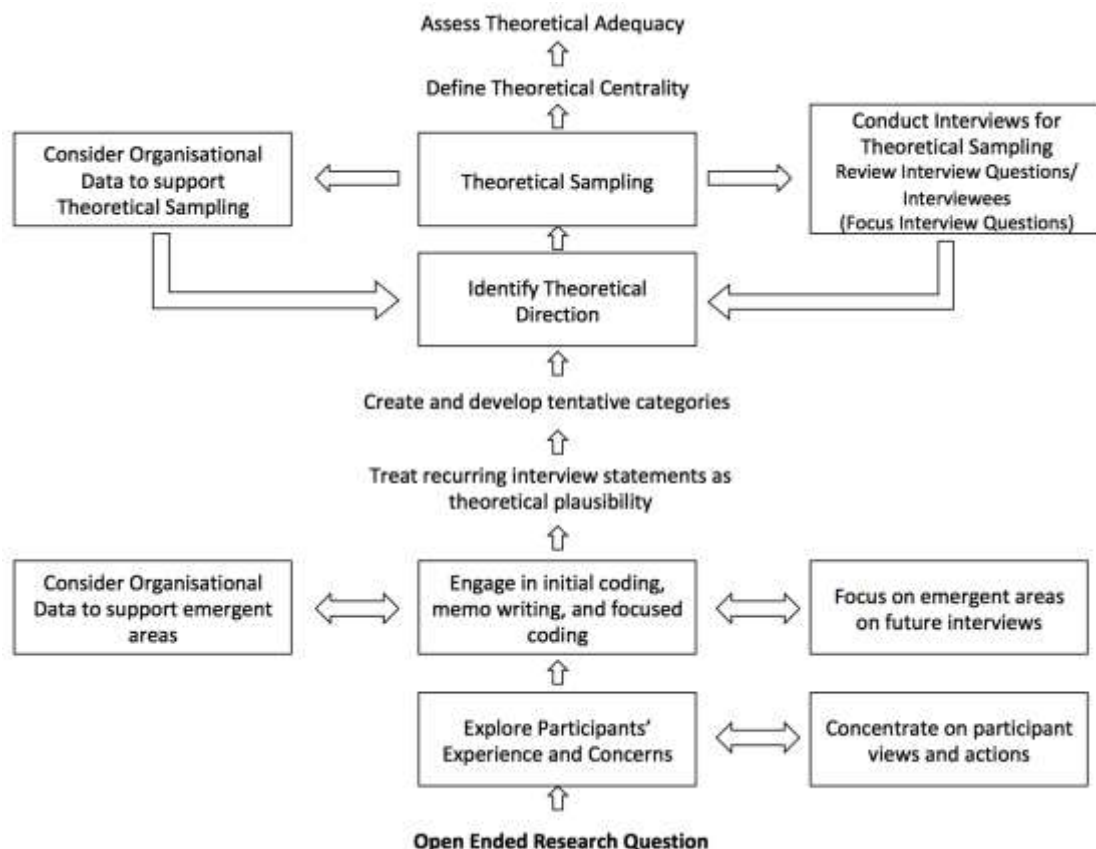 Assess Theoretical Adequacy
Define Theoretical Centrality
Consider Organisational
Data to support
Theoretical Sampling
Theoretical Sampling
Conduct Interviews for
Theoretical Sampling
Review Interview Questions/
Interviewees
(Focus Interview Questions)
Identify Theoretical
Direction
Create and develop tentative categories
Treat recurring interview statements as
theoretical plausibility
Consider Organisational
Data to support emergent
areas
Engage in initial coding,
memo writing, and focused
coding
Focus on emergent areas
on future interviews
Explore Participants’
Experience and Concerns
Concentrate on participant
views and actions
Open Ended Research Question